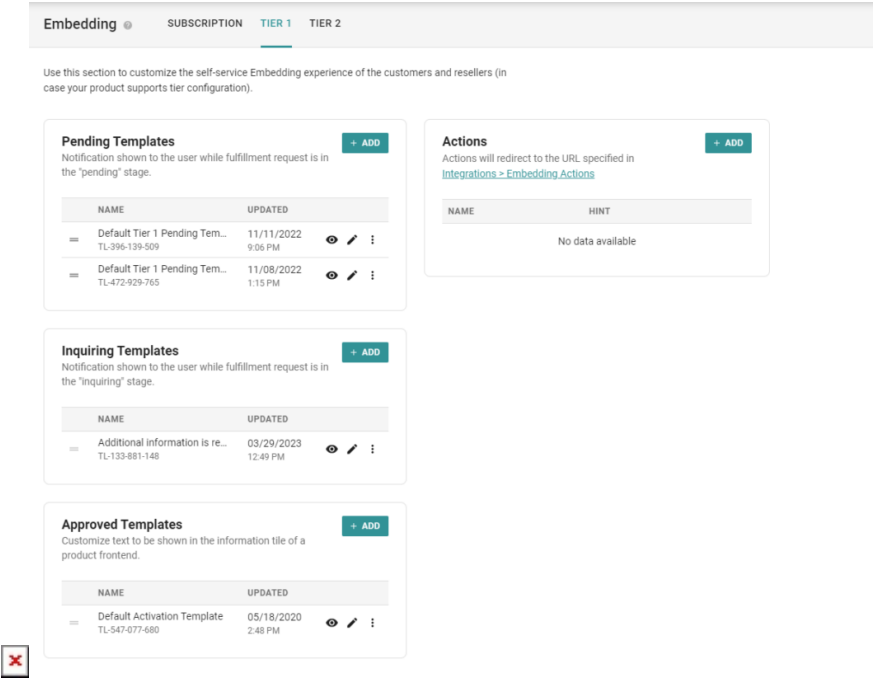 Embedding
SUBSCRIPTION TIER 1 TIER 2
Use this section to customize the self-service Embedding experience of the customers and resellers (in
case your product supports tier configuration).
Pending Templates
+ ADD
Notification shown to the user while fulfillment request is in
the "pending" stage.
NAME UPDATED
Default Tier 1 Pending Tem... 11/11/2022
TL-396-139-509 9:06 PM
Default Tier 1 Pending Tem... 11/08/2022
TL-472-929-765 1:15 PM
Actions
+ ADD
Actions will redirect to the URL specified in
Integrations > Embedding Actions
NAME HINT
No data available
Inquiring Templates
+ ADD
Notification shown to the user while fulfillment request is in
the "inquiring" stage.
NAME UPDATED
Additional information is re... 03/29/2023
TL-133-881-148 12:49 PM
Approved Templates
+ ADD
Customize text to be shown in the information tile of a
product frontend.
NAME UPDATED
Default Activation Template 05/18/2020
TL-547-077-680 2:48 PM